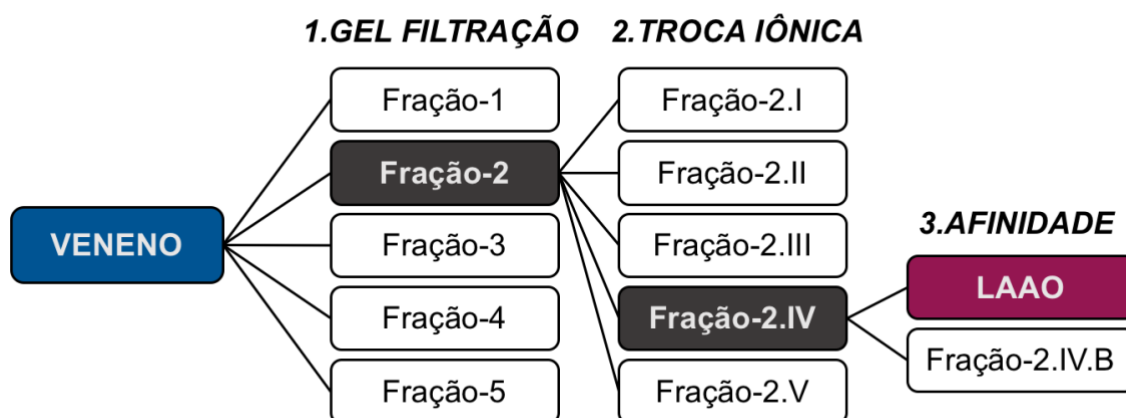 1.GEL FILTRAÇÃO
2.TROCA IÔNICA
Fração-1
Fração-2.I
Fração-2
Fração-2.II
VENENO
Fração-3
Fração-2.III
3.AFINIDADE
LAAO
Fração-4
Fração-2.IV
Fração-2.IV.B
Fração-5
Fração-2.V